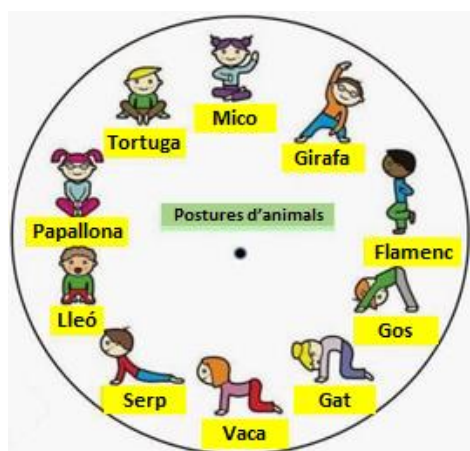 Mico
Tortuga
Girafa
Papallona
Postures d'animals
Flamenc
Lleó
Gos
Serp
Gat
Vaca